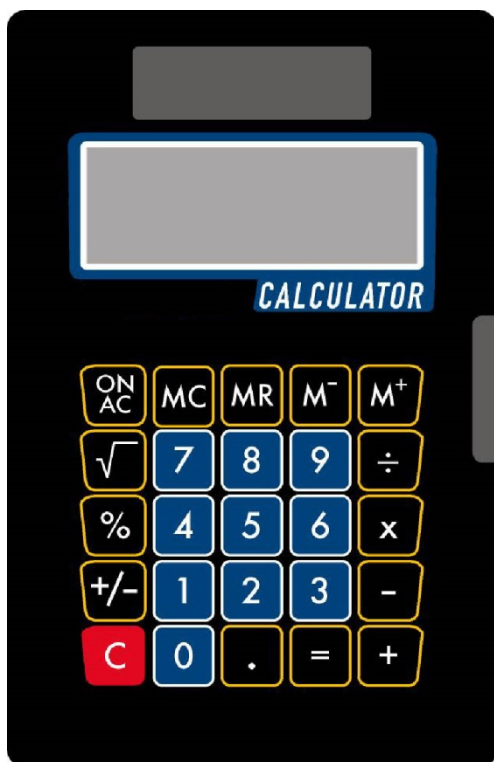 CALCULATOR
ON
AC MC MR M⁻ M⁺
√ 7 8 9 ÷
% 4 5 6 x
+/- 1 2 3 -
C 0 . = +